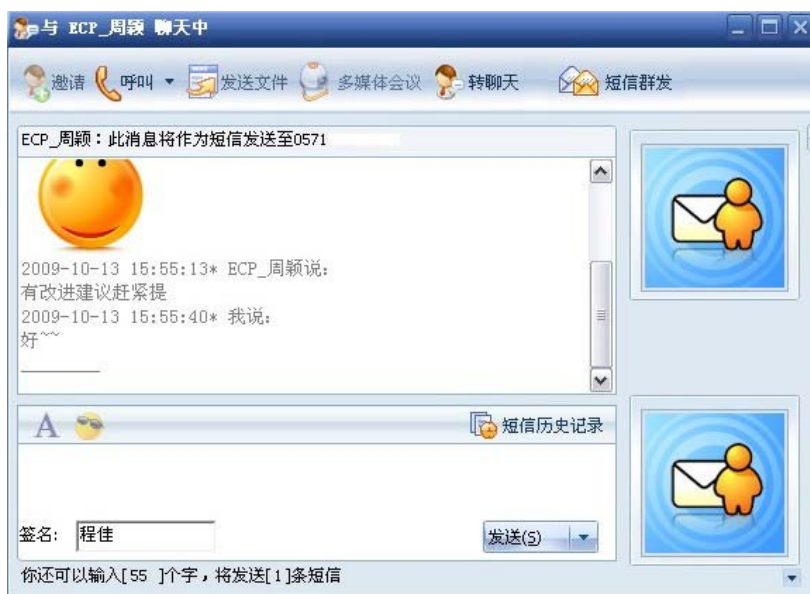 与 ECP_周颖 聊天中
邀请 呼叫 发送文件 多媒体会议 转聊天 短信群发
ECP_周颖：此消息将作为短信发送至0571
2009-10-13 15:55:13* ECP_周颖说:
有改进建议赶紧提
2009-10-13 15:55:40* 我说:
好~~
A 短信历史记录
签名: 程佳 发送(S)
你还可以输入[ 55 ]个字，将发送[1]条短信